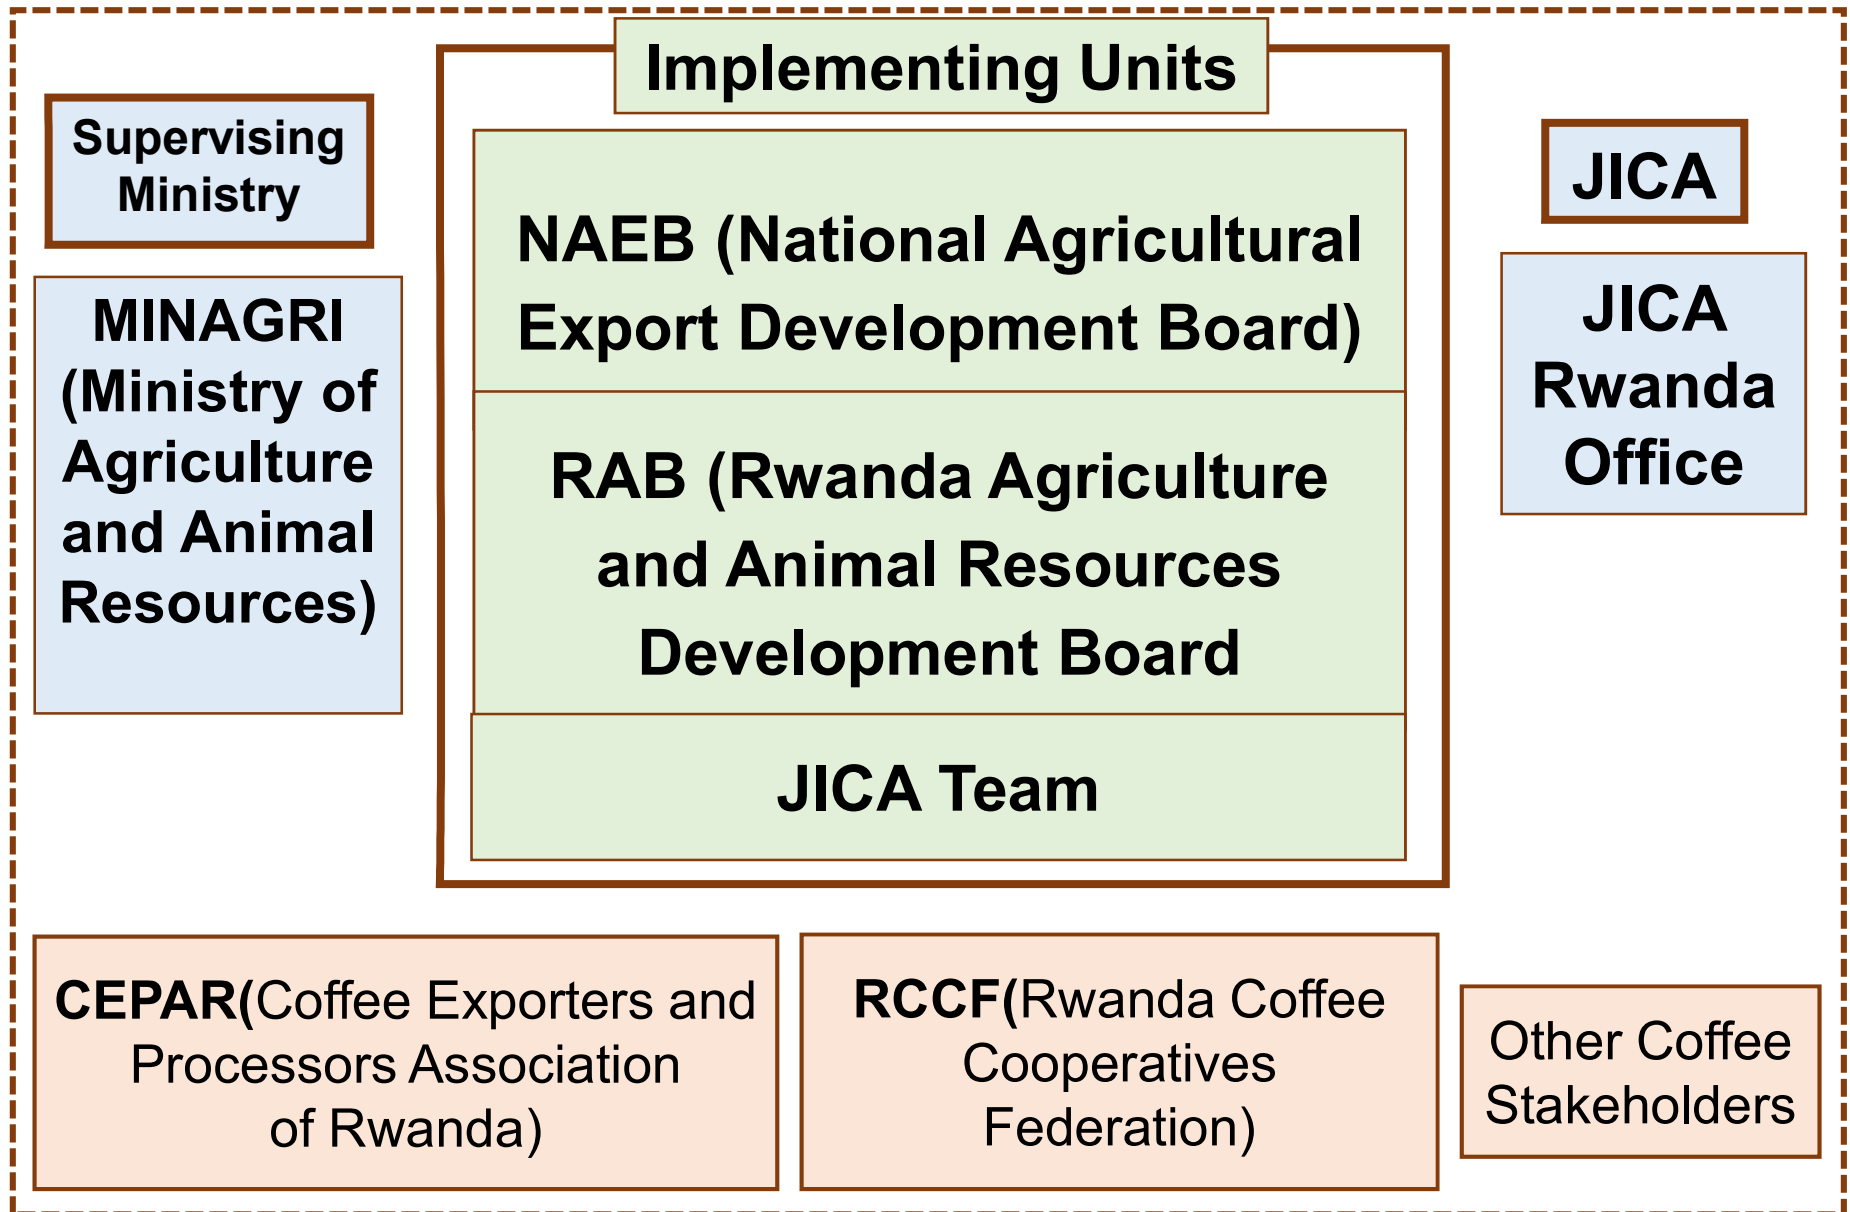 Implementing Units
Supervising
Ministry
MINAGRI
(Ministry of
Agriculture
and Animal
Resources)
NAEB (National Agricultural
Export Development Board)
RAB (Rwanda Agriculture
and Animal Resources
Development Board
JICA Team
JICA
JICA
Rwanda
Office
CEPAR(Coffee Exporters and
Processors Association
of Rwanda)
RCCF(Rwanda Coffee
Cooperatives
Federation)
Other Coffee
Stakeholders